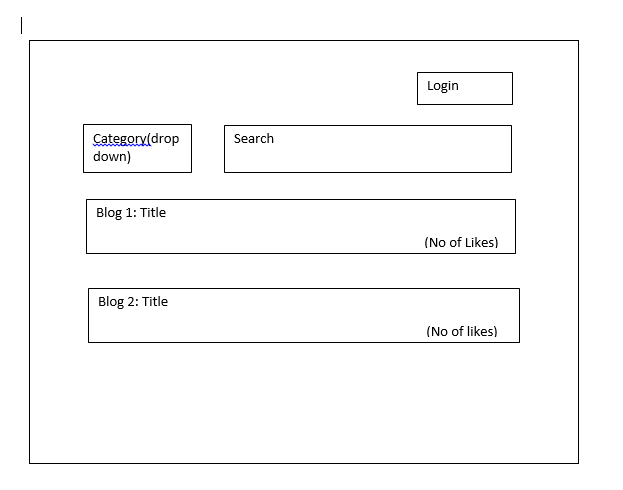 Login
Category(drop
down)
Search
Blog 1: Title
(No of Likes)
Blog 2: Title
(No of likes)